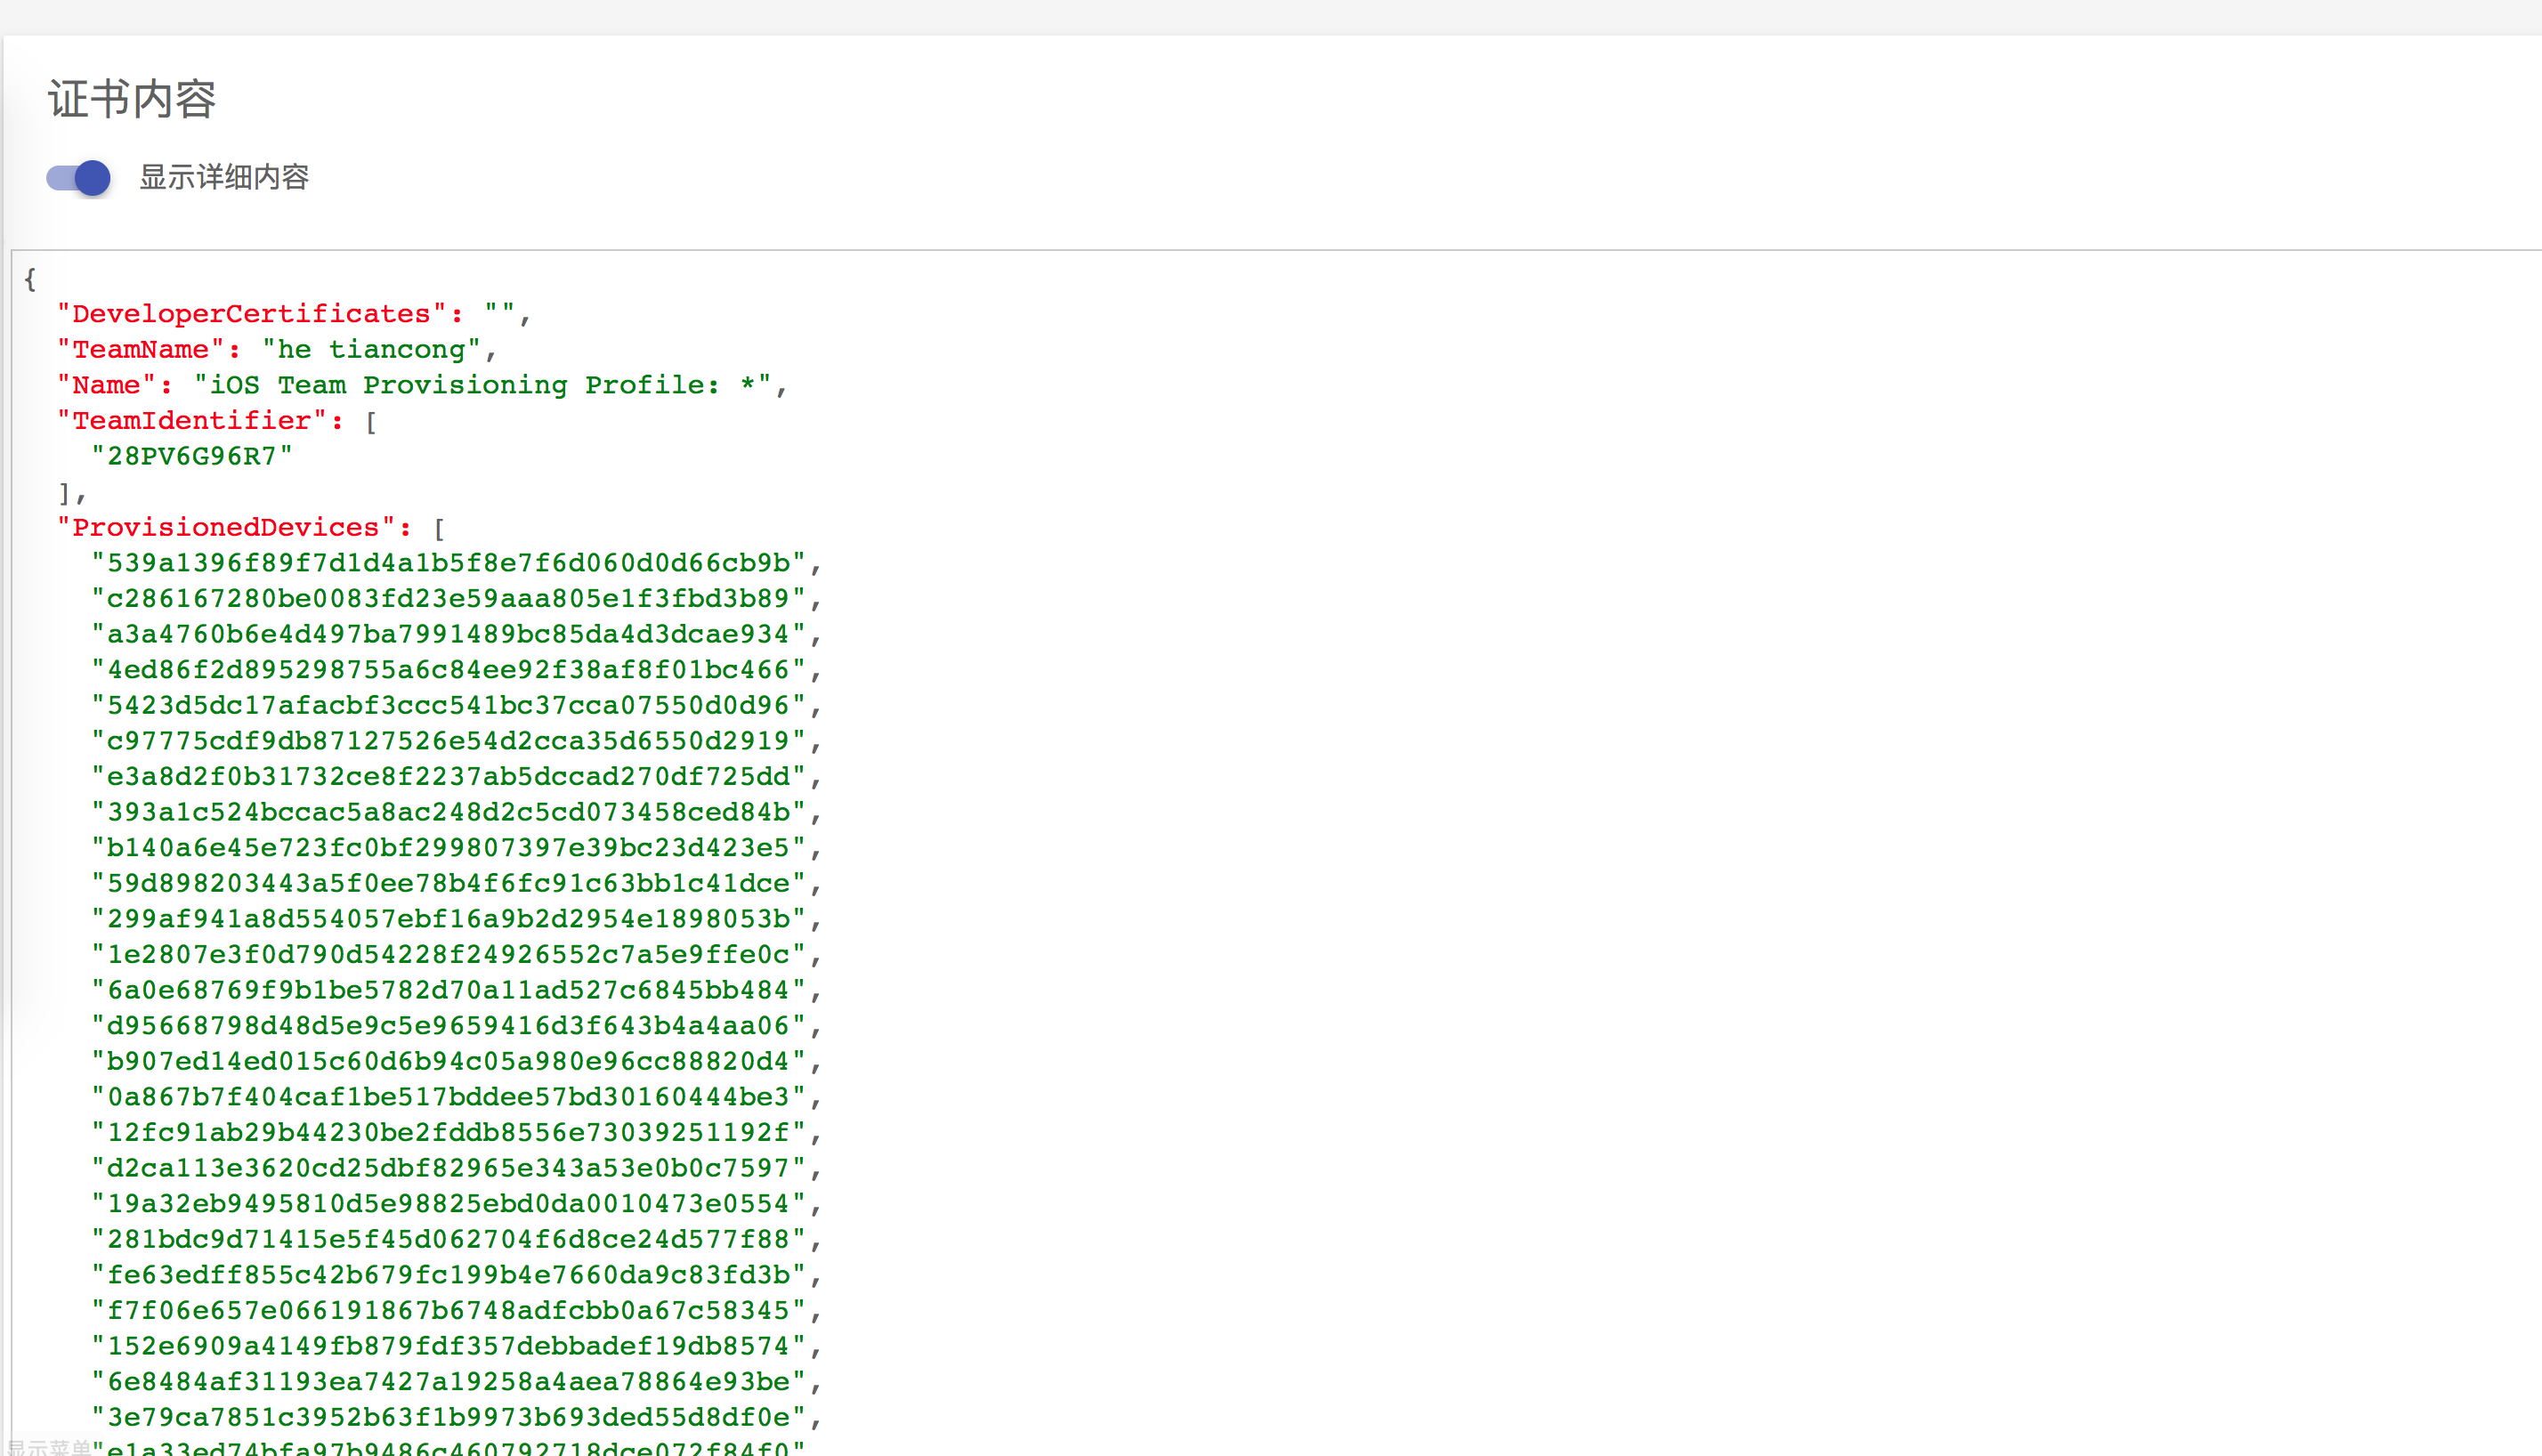 证书内容
显示详细内容
{
"DeveloperCertificates": "",
"TeamName": "he tiancong",
"Name": "iOS Team Provisioning Profile: *",
"TeamIdentifier": [
"28PV6G96R7"
],
"ProvisionedDevices": [
"539a1396f89f7d1d4a1b5f8e7f6d060d0d66cb9b",
"c286167280be0083fd23e59aaa805e1f3fbd3b89",
"a3a4760b6e4d497ba7991489bc85da4d3dcae934",
"4ed86f2d895298755a6c84ee92f38af8f01bc466",
"5423d5dc17afacbf3ccc541bc37cca07550d0d96",
"c97775cdf9db87127526e54d2cca35d6550d2919",
"e3a8d2f0b31732ce8f2237ab5dccad270df725dd",
"393a1c524bccac5a8ac248d2c5cd073458ced84b",
"b140a6e45e723fc0bf299807397e39bc23d423e5",
"59d898203443a5f0ee78b4f6fc91c63bb1c41dce",
"299af941a8d554057ebf16a9b2d2954e1898053b",
"1e2807e3f0d790d54228f24926552c7a5e9ffe0c",
"6a0e68769f9b1be5782d70a11ad527c6845bb484",
"d95668798d48d5e9c5e9659416d3f643b4a4aa06",
"b907ed14ed015c60d6b94c05a980e96cc88820d4",
"0a867b7f404caf1be517bddee57bd30160444be3",
"12fc91ab29b44230be2fddb8556e73039251192f",
"d2ca113e3620cd25dbf82965e343a53e0b0c7597",
"19a32eb9495810d5e98825ebd0da0010473e0554",
"281bdc9d71415e5f45d062704f6d8ce24d577f88",
"fe63edff855c42b679fc199b4e7660da9c83fd3b",
"f7f06e657e066191867b6748adfcbb0a67c58345",
"152e6909a4149fb879fdf357debbadef19db8574",
"6e8484af31193ea7427a19258a4aea78864e93be",
"3e79ca7851c3952b63f1b9973b693ded55d8df0e",
显示菜单
"e1a33ed74bfa97b9486c460792718dce072f84f0"